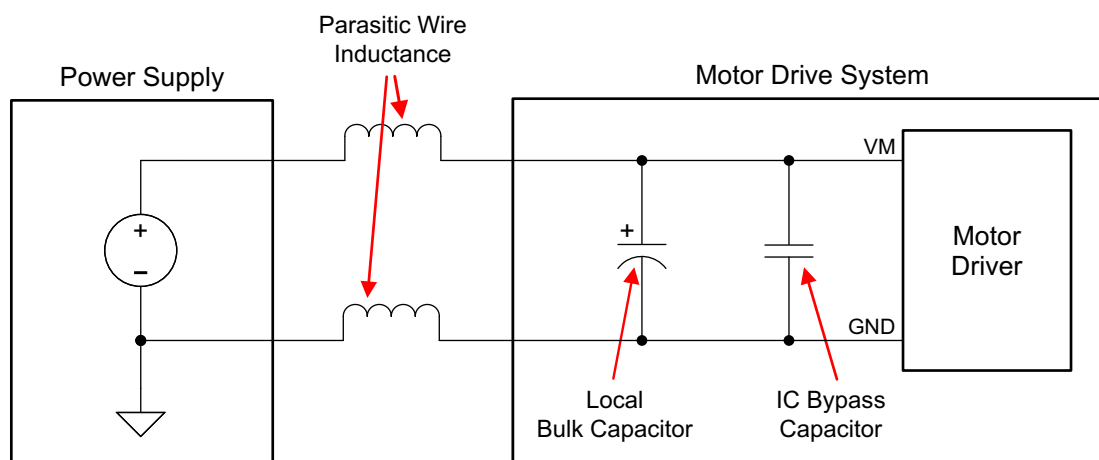 Parasitic Wire
Inductance
Power Supply
Motor Drive System
VM
+
+
–
Motor
Driver
GND
Local
Bulk Capacitor
IC Bypass
Capacitor